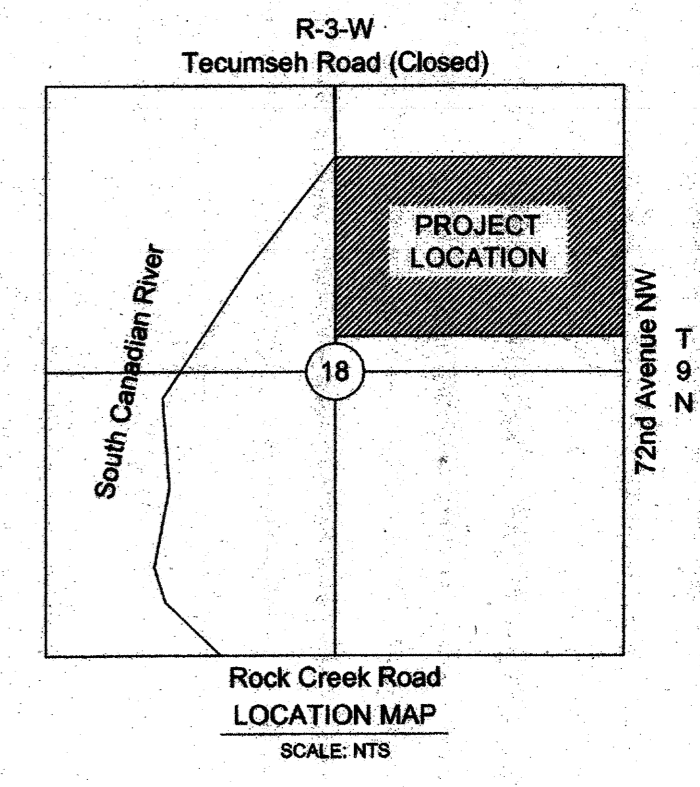 R-3-W
Tecumseh Road (Closed)
PROJECT
LOCATION
South Canadian River
72nd Avenue NW
T
9
N
18
Rock Creek Road
LOCATION MAP
SCALE: NTS